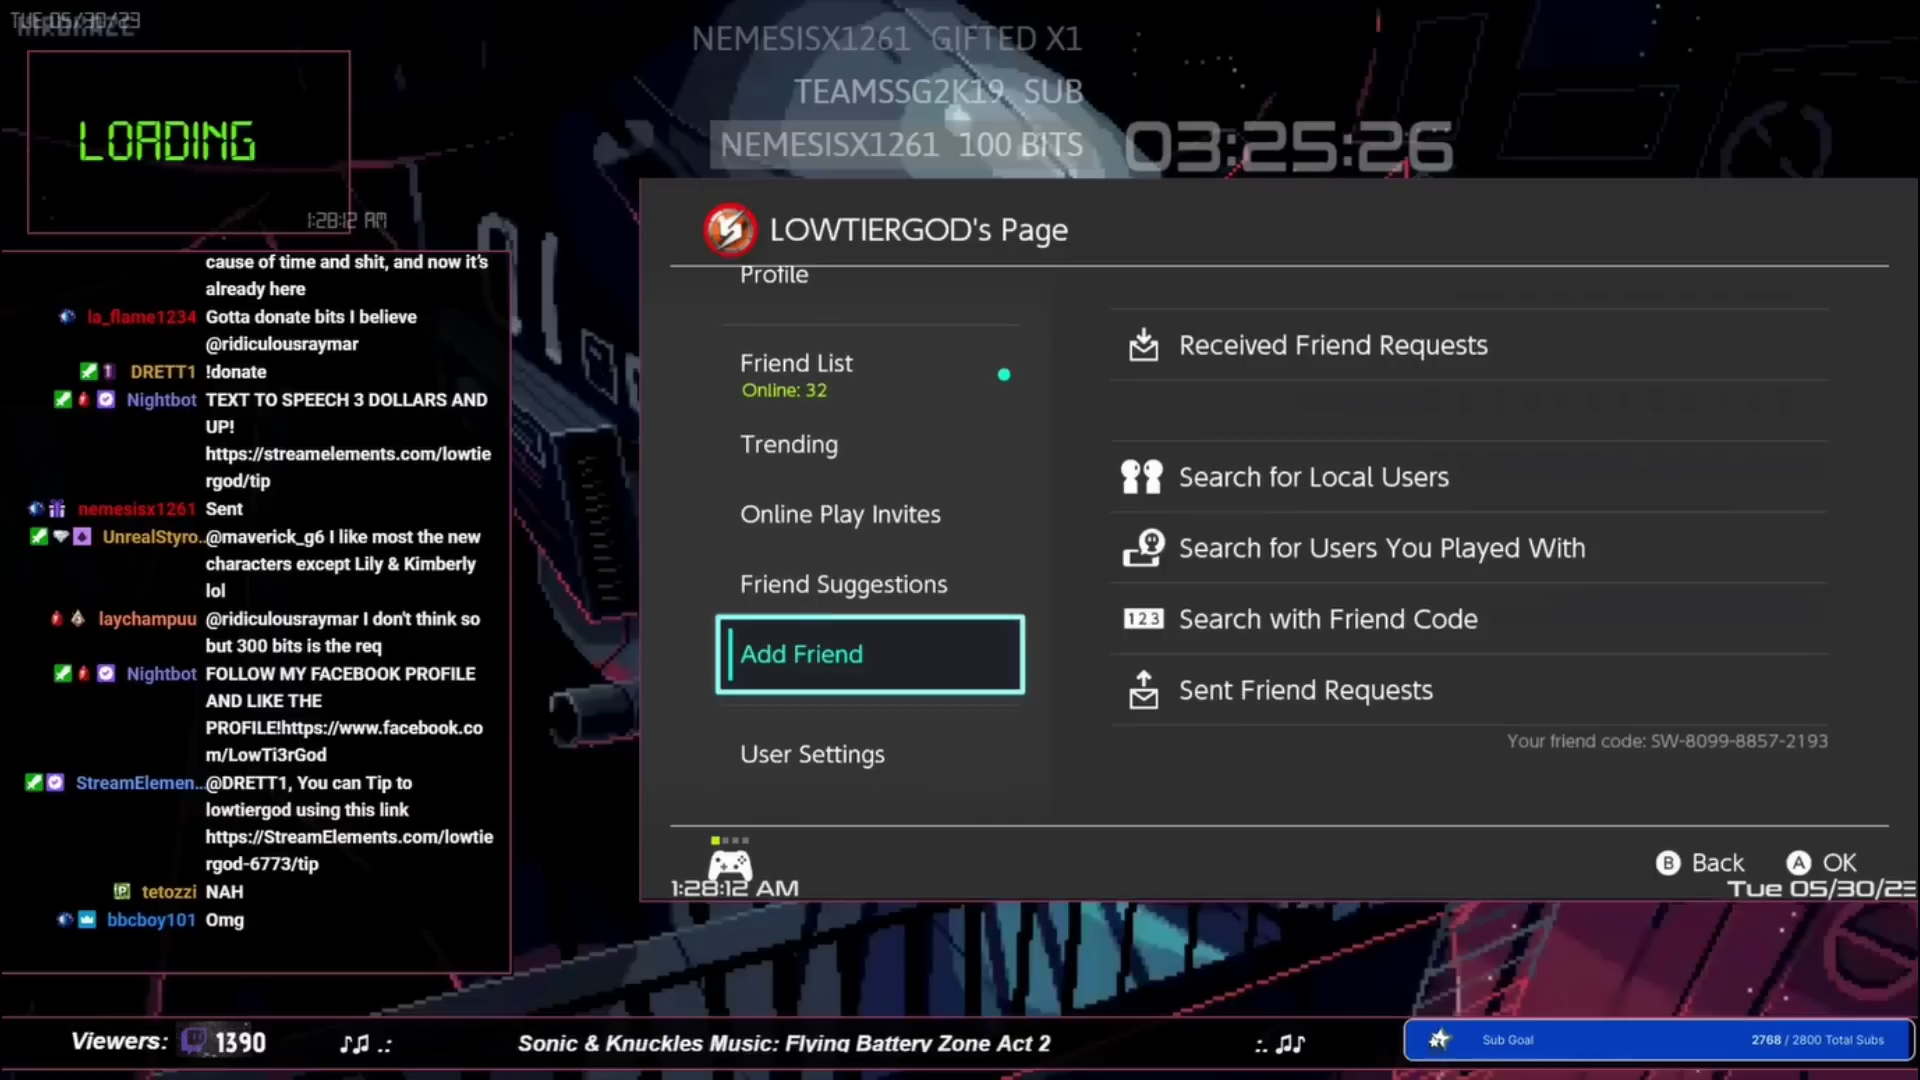 TUE 05/30/23
LOADING
1:28:12 AM
NEMESISX1261 GIFTED X1
TEAMSSG2K19 SUB
NEMESISX1261 100 BITS
03:25:26
cause of time and shit, and now it's
already here
la_flame1234 Gotta donate bits I believe
@ridiculousraymar
DRETT1 !donate
Nightbot TEXT TO SPEECH 3 DOLLARS AND
UP!
https://streamelements.com/lowtie
rgod/tip
nemesisx1261 Sent
UnrealStyro.. @maverick_g6 I like most the new
characters except Lily & Kimberly
lol
laychampuu @ridiculousraymar I don't think so
but 300 bits is the req
Nightbot FOLLOW MY FACEBOOK PROFILE
AND LIKE THE
PROFILE!https://www.facebook.co
m/LowTi3rGod
StreamElemen... @DRETT1, You can Tip to
lowtiergod using this link
https://StreamElements.com/lowtie
rgod-6773/tip
tetozzi NAH
bbcboy101 Omg
LOWTIERGOD's Page
Profile
Friend List
Online: 32
Trending
Online Play Invites
Friend Suggestions
Add Friend
User Settings
Received Friend Requests
Search for Local Users
Search for Users You Played With
123 Search with Friend Code
Sent Friend Requests
Your friend code: SW-8099-8857-2193
1:28:12 AM
B Back A OK
Tue 05/30/23
Viewers: 1390
♪♫ .: Sonic & Knuckles Music: Flying Battery Zone Act 2 :. ♫♪
Sub Goal 2768 / 2800 Total Subs